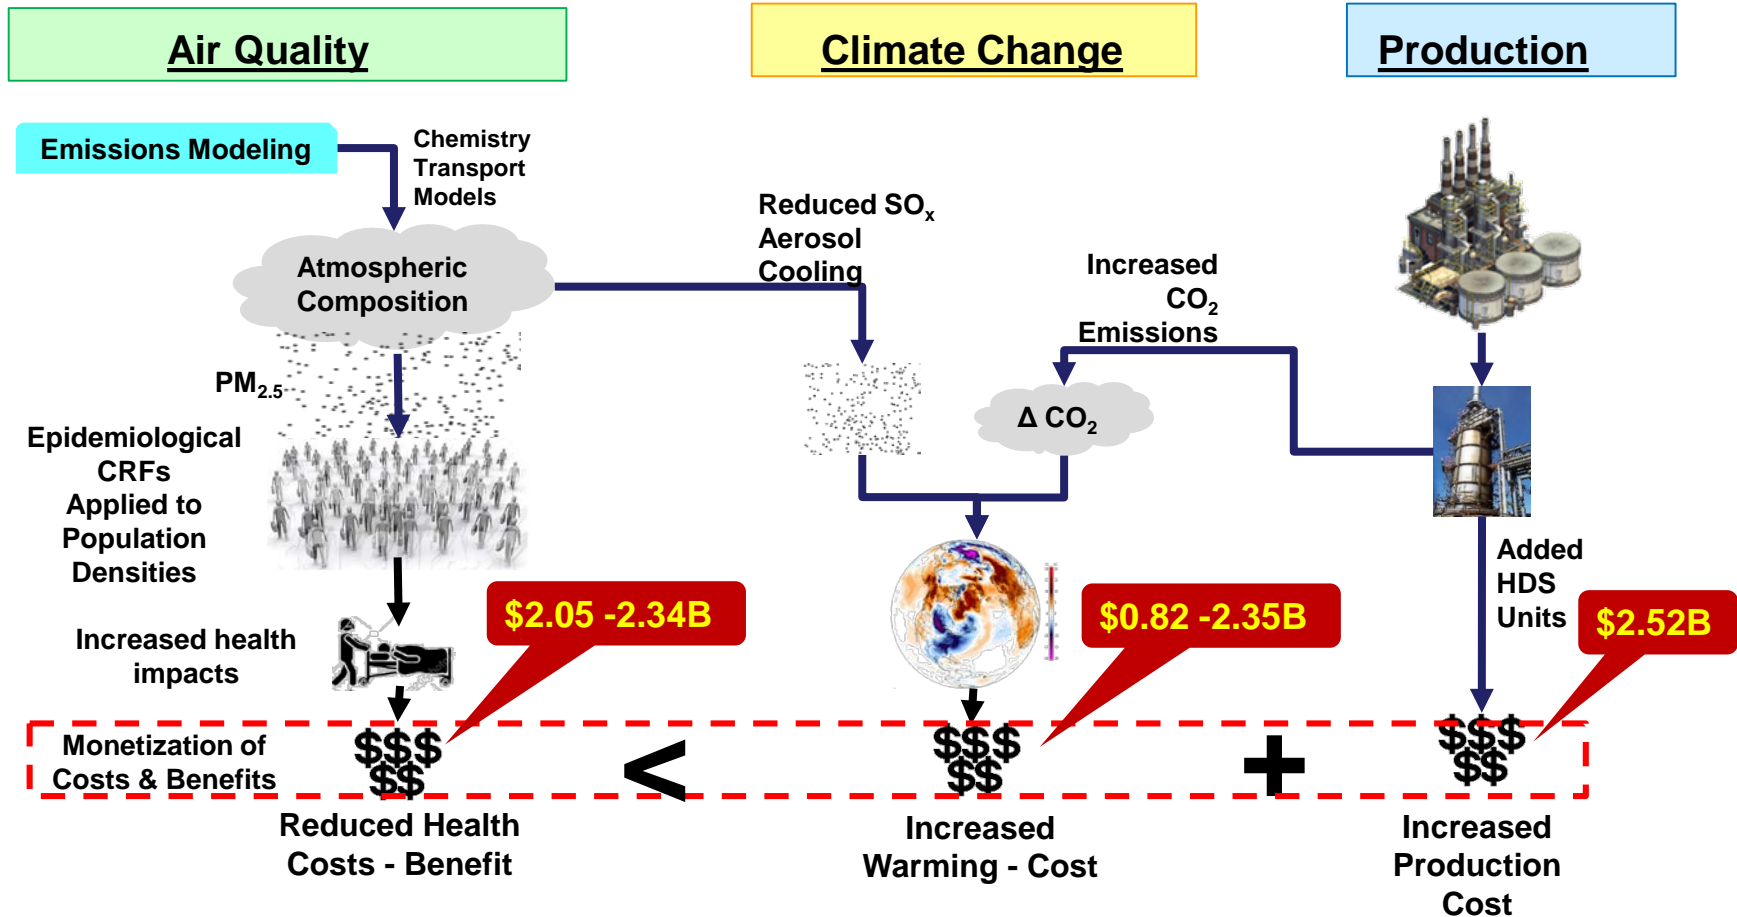 Air Quality
Climate Change
Production
Emissions Modeling
Chemistry
Transport
Models
Atmospheric
Composition
PM2.5
Epidemiological
CRFs
Applied to
Population
Densities
Increased health
impacts
Reduced SOx
Aerosol
Cooling
Increased
CO2
Emissions
Δ CO2
Added
HDS
Units
$2.05 -2.34B
$0.82 -2.35B
$2.52B
Monetization of
Costs & Benefits
$$$
$$
<
$$$
$$
+
$$$
$$
Reduced Health
Costs - Benefit
Increased
Warming - Cost
Increased
Production
Cost